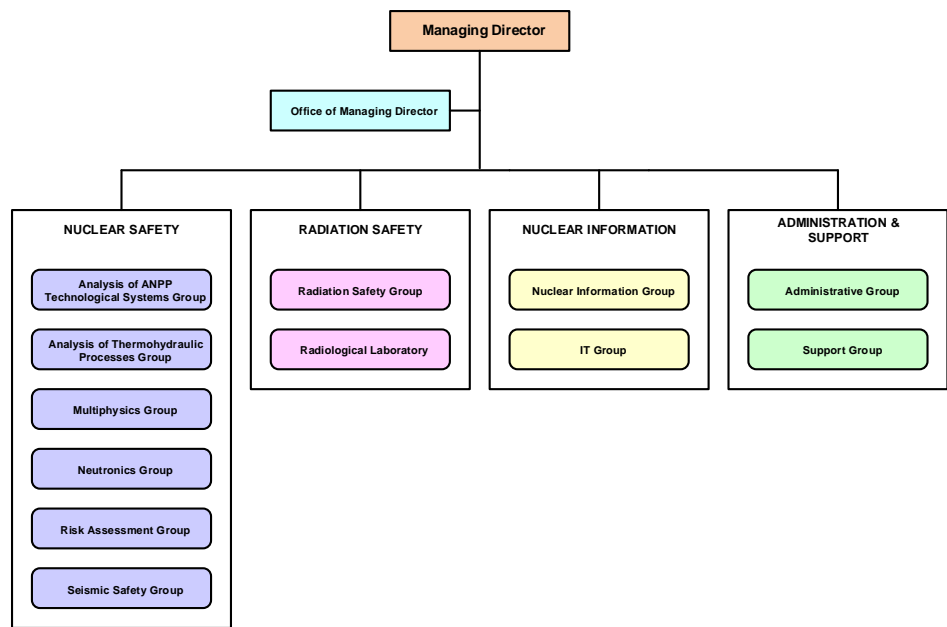 Managing Director
Office of Managing Director
NUCLEAR SAFETY
Analysis of ANPP
Technological Systems Group
Analysis of Thermohydraulic
Processes Group
Multiphysics Group
Neutronics Group
Risk Assessment Group
Seismic Safety Group
RADIATION SAFETY
Radiation Safety Group
Radiological Laboratory
NUCLEAR INFORMATION
Nuclear Information Group
IT Group
ADMINISTRATION &
SUPPORT
Administrative Group
Support Group